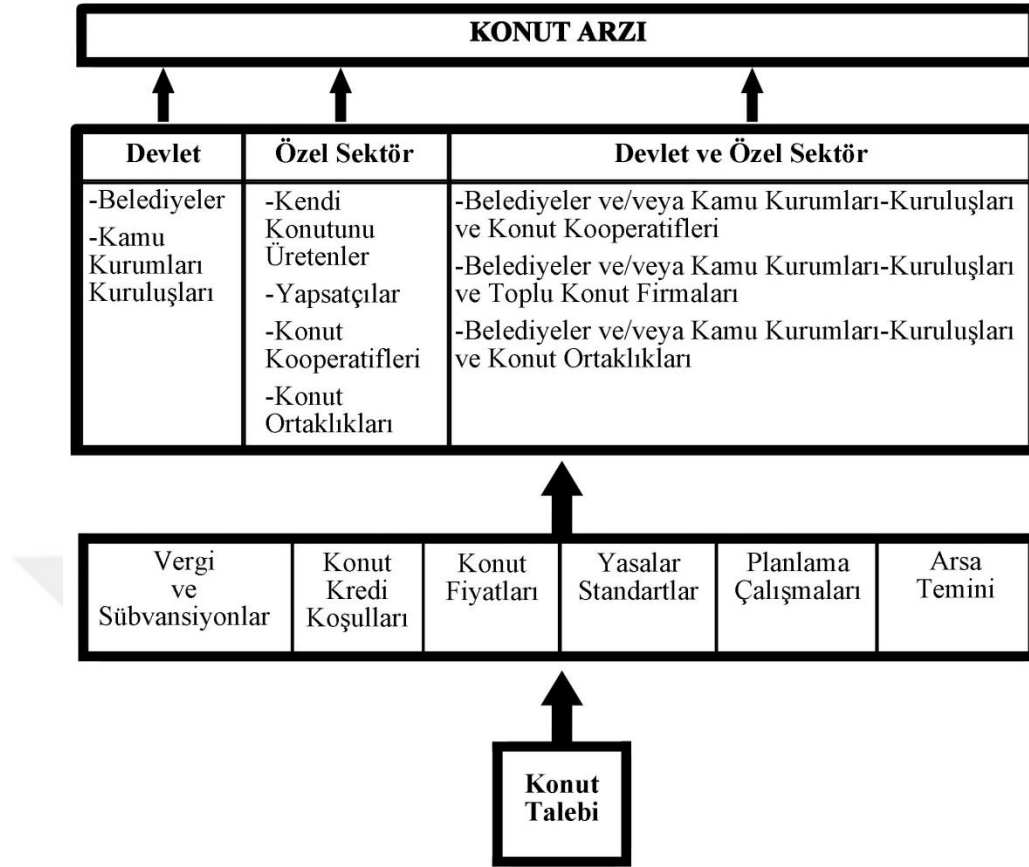 KONUT ARZI
Devlet
-Belediyeler
-Kamu
Kurumları
Kuruluşları
Özel Sektör
-Kendi
Konutunu
Üretenler
-Yapsatçılar
-Konut
Kooperatifleri
-Konut
Ortaklıkları
Devlet ve Özel Sektör
-Belediyeler ve/veya Kamu Kurumları-Kuruluşları
ve Konut Kooperatifleri
-Belediyeler ve/veya Kamu Kurumları-Kuruluşları
ve Toplu Konut Firmaları
-Belediyeler ve/veya Kamu Kurumları-Kuruluşları
ve Konut Ortaklıkları
Vergi
ve
Sübvansiyonlar
Konut
Kredi
Koşulları
Konut
Fiyatları
Yasalar
Standartlar
Planlama
Çalışmaları
Arsa
Temini
Konut
Talebi